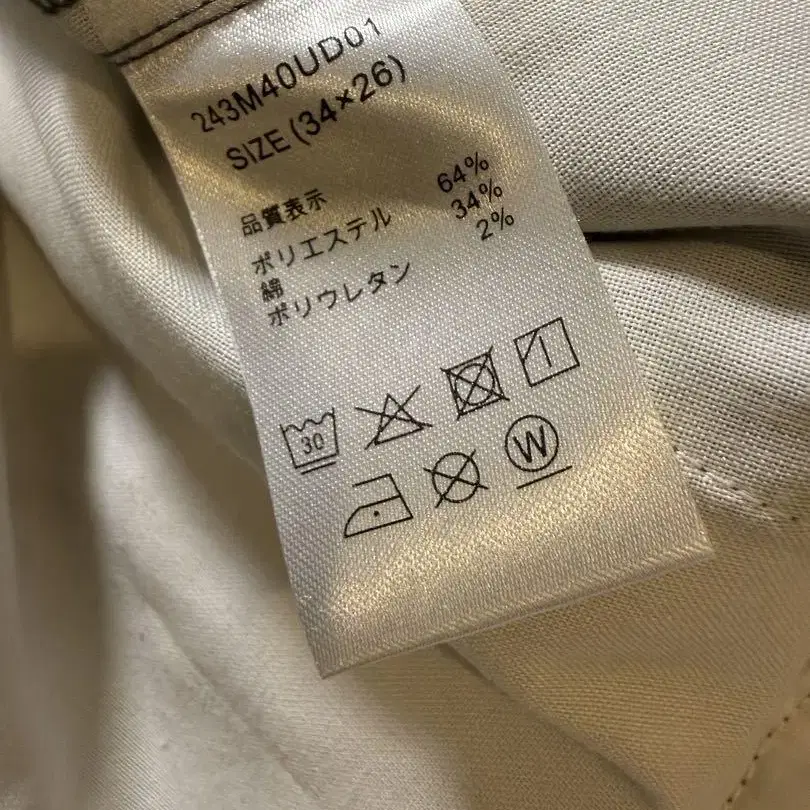 243M40UD01
SIZE (34×26)
品質表示
ポリエステル 64%
綿 34%
ポリウレタン 2%
30
W